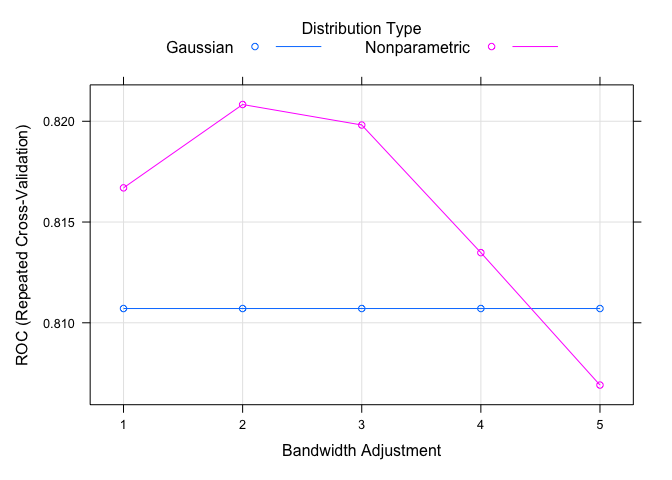 Distribution Type
Gaussian Nonparametric
ROC (Repeated Cross-Validation)
0.820
0.815
0.810
1 2 3 4 5
Bandwidth Adjustment